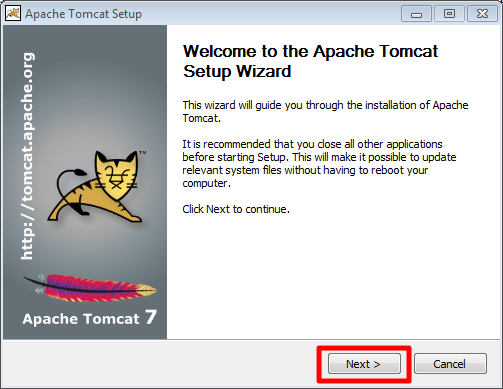 Apache Tomcat Setup
http://tomcat.apache.org
TM
Apache Tomcat 7
Welcome to the Apache Tomcat
Setup Wizard
This wizard will guide you through the installation of Apache
Tomcat.
It is recommended that you close all other applications
before starting Setup. This will make it possible to update
relevant system files without having to reboot your
computer.
Click Next to continue.
Next >
Cancel